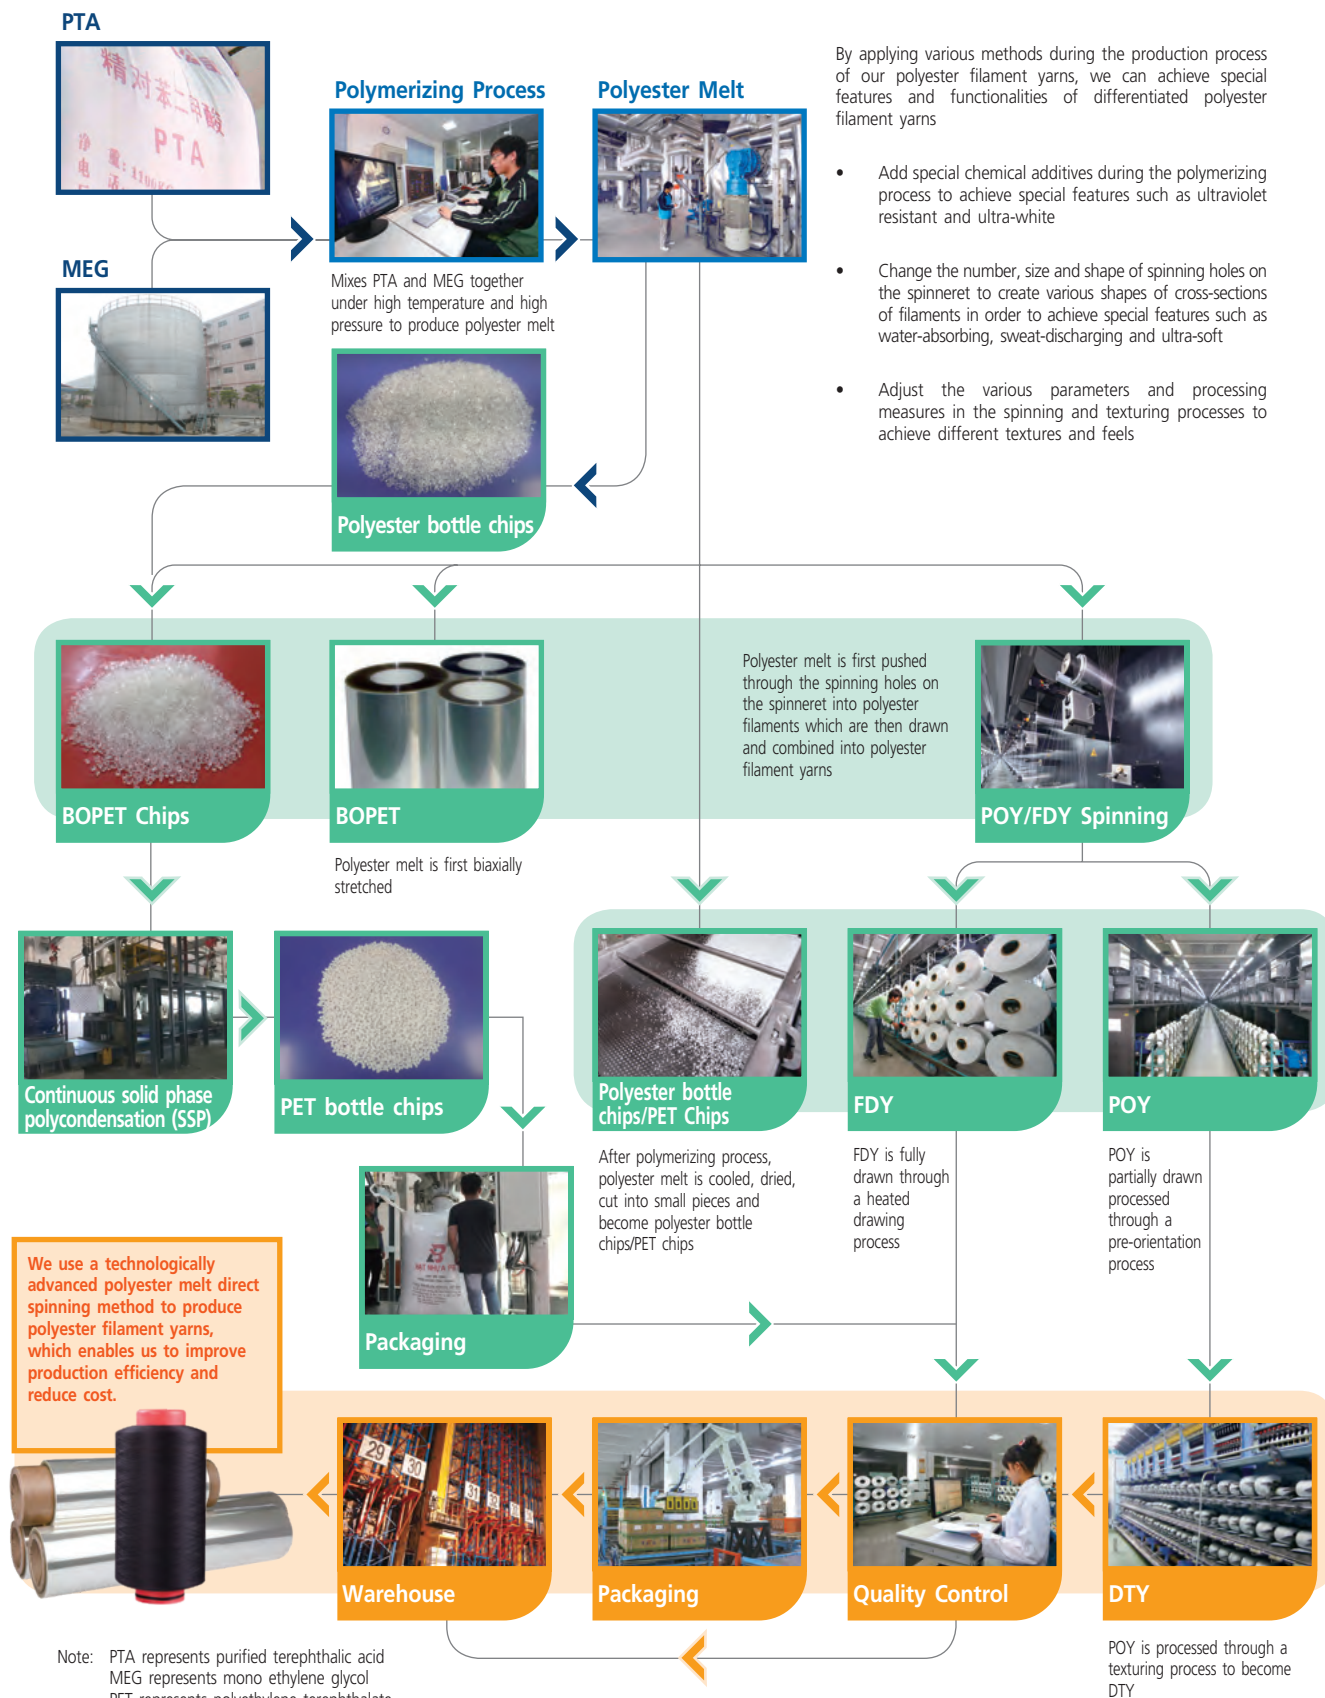 PTA
精对苯二甲酸
PTA
Polymerizing Process
Polyester Melt
By applying various methods during the production process
of our polyester filament yarns, we can achieve special
features and functionalities of differentiated polyester
filament yarns
• Add special chemical additives during the polymerizing
process to achieve special features such as ultraviolet
resistant and ultra-white
• Change the number, size and shape of spinning holes on
the spinneret to create various shapes of cross-sections
of filaments in order to achieve special features such as
water-absorbing, sweat-discharging and ultra-soft
• Adjust the various parameters and processing
measures in the spinning and texturing processes to
achieve different textures and feels
MEG
Mixes PTA and MEG together
under high temperature and high
pressure to produce polyester melt
Polyester bottle chips
BOPET Chips
BOPET
Polyester melt is first biaxially
stretched
Polyester melt is first pushed
through the spinning holes on
the spinneret into polyester
filaments which are then drawn
and combined into polyester
filament yarns
POY/FDY Spinning
Continuous solid phase
polycondensation (SSP)
PET bottle chips
Polyester bottle
chips/PET Chips
After polymerizing process,
polyester melt is cooled, dried,
cut into small pieces and
become polyester bottle
chips/PET chips
FDY
FDY is fully
drawn through
a heated
drawing
process
POY
POY is
partially drawn
processed
through a
pre-orientation
process
Packaging
We use a technologically
advanced polyester melt direct
spinning method to produce
polyester filament yarns,
which enables us to improve
production efficiency and
reduce cost.
29
30
31
32
Warehouse
Packaging
Quality Control
DTY
POY is processed through a
texturing process to become
DTY
Note: PTA represents purified terephthalic acid
MEG represents mono ethylene glycol
PET represents polyethylene terephthalate